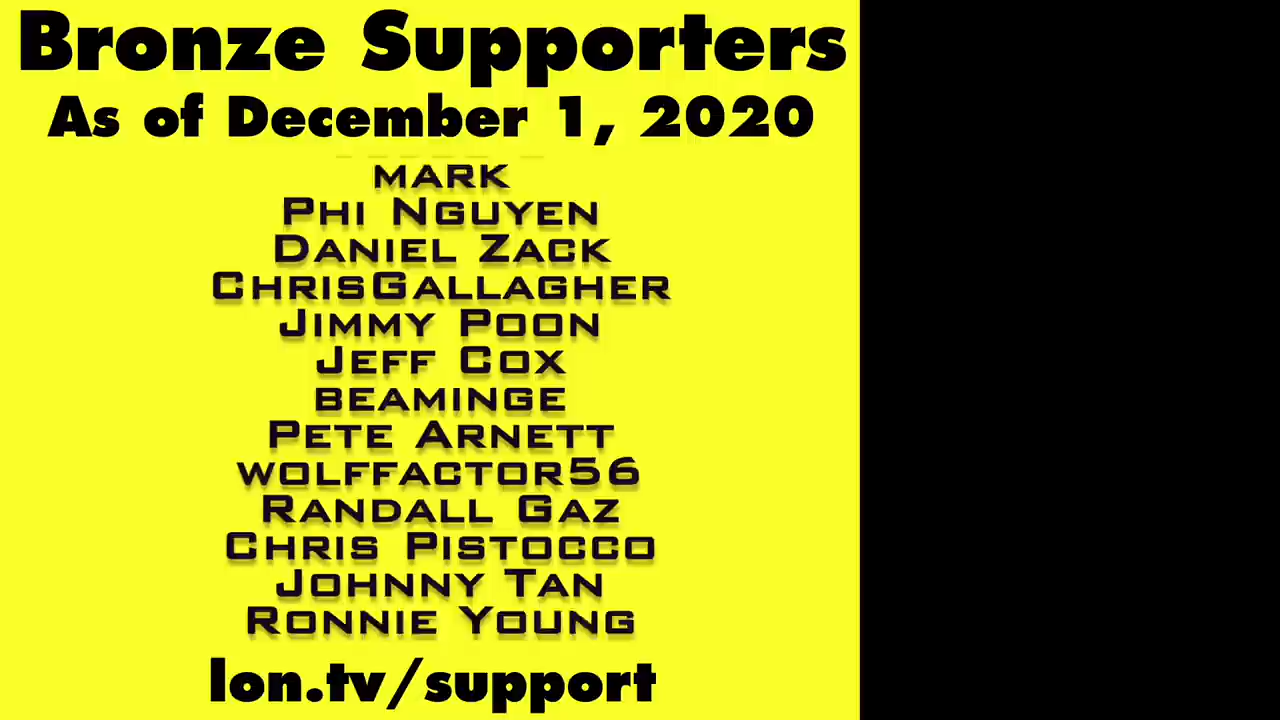 Bronze Supporters
As of December 1, 2020
mark
Phi Nguyen
Daniel Zack
ChrisGallagher
Jimmy Poon
Jeff Cox
beaminge
Pete Arnett
wolffactor56
Randall Gaz
Chris Pistocco
Johnny Tan
Ronnie Young
lon.tv/support